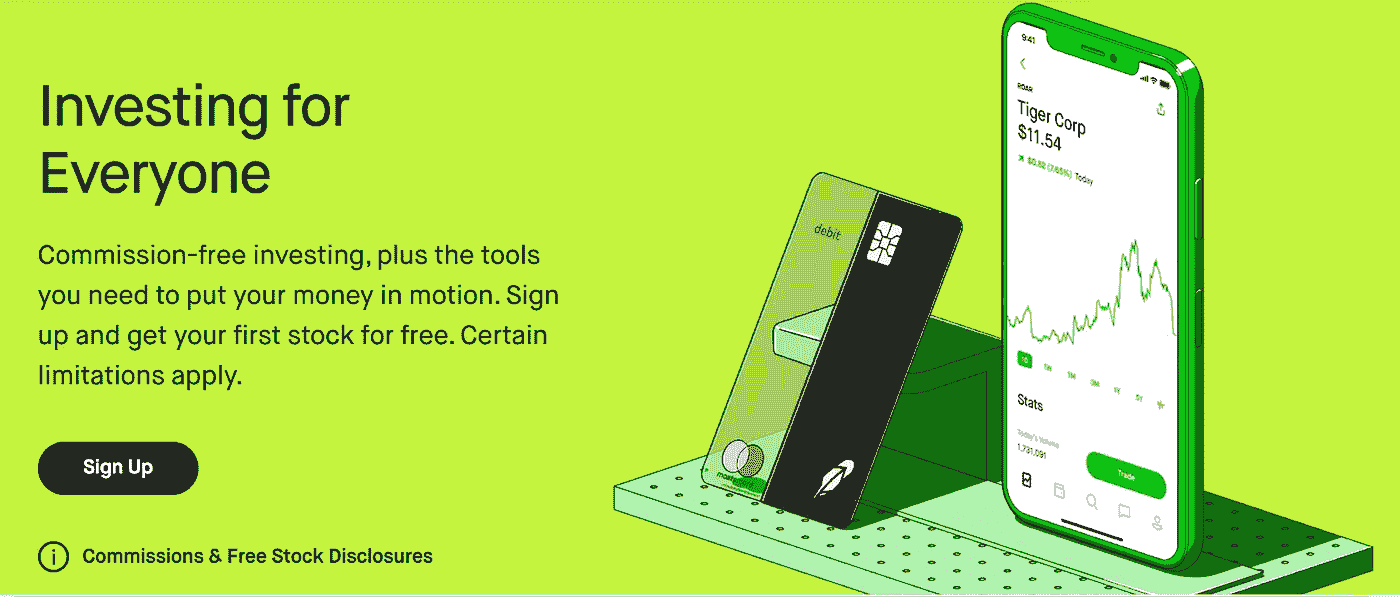 Investing for
Everyone
Commission-free investing, plus the tools
you need to put your money in motion. Sign
up and get your first stock for free. Certain
limitations apply.
Sign Up
Commissions & Free Stock Disclosures
debit
9:41
ROAR
Tiger Corp
$11.54
$0.82 (7.65%) Today
1D 1W 1M 3M 1Y 5Y
Stats
Today's Volume
1,731,091
Trade